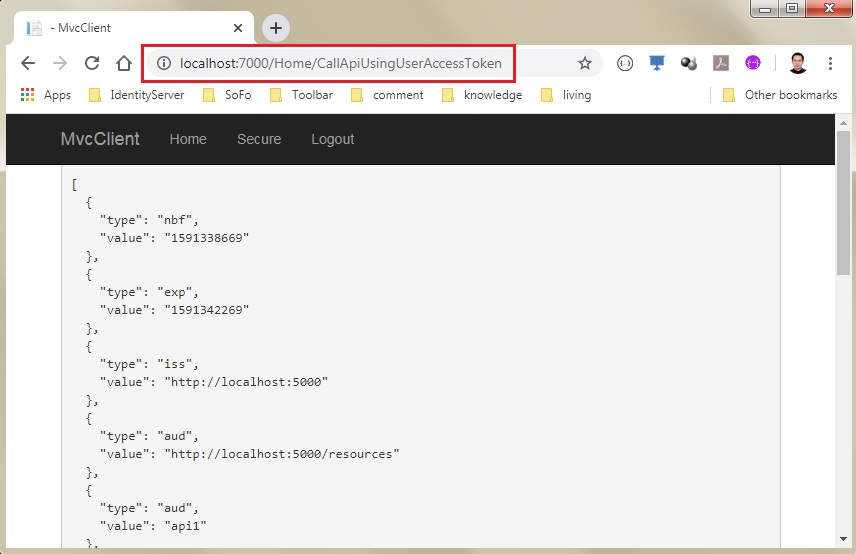 - MvcClient
localhost:7000/Home/CallApiUsingUserAccessToken
Apps IdentityServer SoFo Toolbar comment knowledge living Other bookmarks
MvcClient Home Secure Logout
[
{
"type": "nbf",
"value": "1591338669"
},
{
"type": "exp",
"value": "1591342269"
},
{
"type": "iss",
"value": "http://localhost:5000"
},
{
"type": "aud",
"value": "http://localhost:5000/resources"
},
{
"type": "aud",
"value": "api1"
},